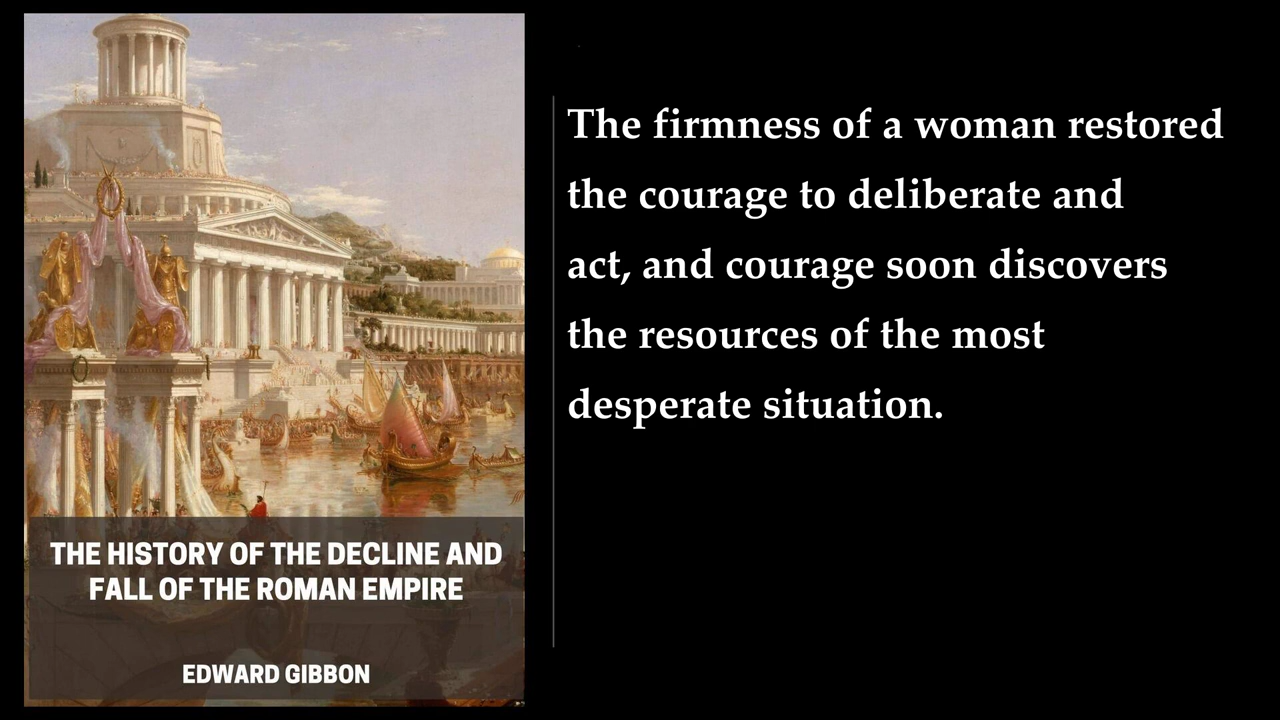 The firmness of a woman restored
the courage to deliberate and
act, and courage soon discovers
the resources of the most
desperate situation.
THE HISTORY OF THE DECLINE AND
FALL OF THE ROMAN EMPIRE
EDWARD GIBBON